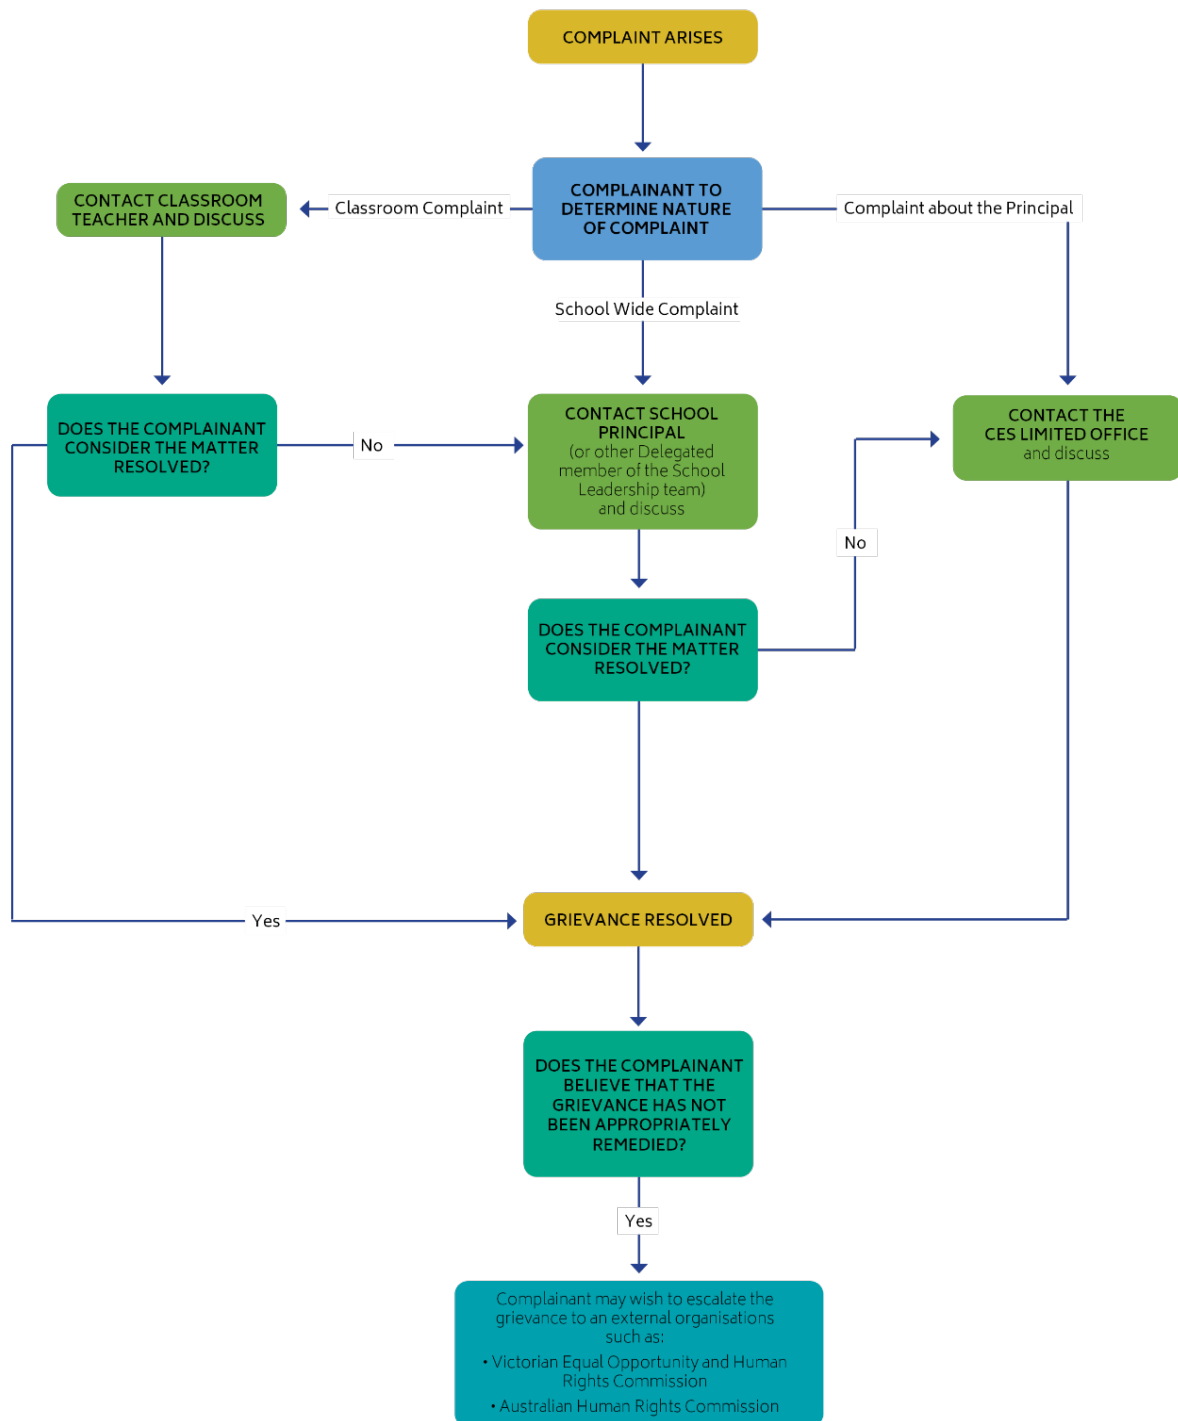 COMPLAINT ARISES
COMPLAINANT TO
DETERMINE NATURE
OF COMPLAINT
CONTACT CLASSROOM
TEACHER AND DISCUSS
Classroom Complaint
Complaint about the Principal
School Wide Complaint
DOES THE COMPLAINANT
CONSIDER THE MATTER
RESOLVED?
No
CONTACT SCHOOL
PRINCIPAL
(or other Delegated
member of the School
Leadership team)
and discuss
CONTACT THE
CES LIMITED OFFICE
and discuss
No
DOES THE COMPLAINANT
CONSIDER THE MATTER
RESOLVED?
Yes
GRIEVANCE RESOLVED
DOES THE COMPLAINANT
BELIEVE THAT THE
GRIEVANCE HAS NOT
BEEN APPROPRIATELY
REMEDIED?
Yes
Complainant may wish to escalate the
grievance to an external organisations
such as:
• Victorian Equal Opportunity and Human
Rights Commission
• Australian Human Rights Commission